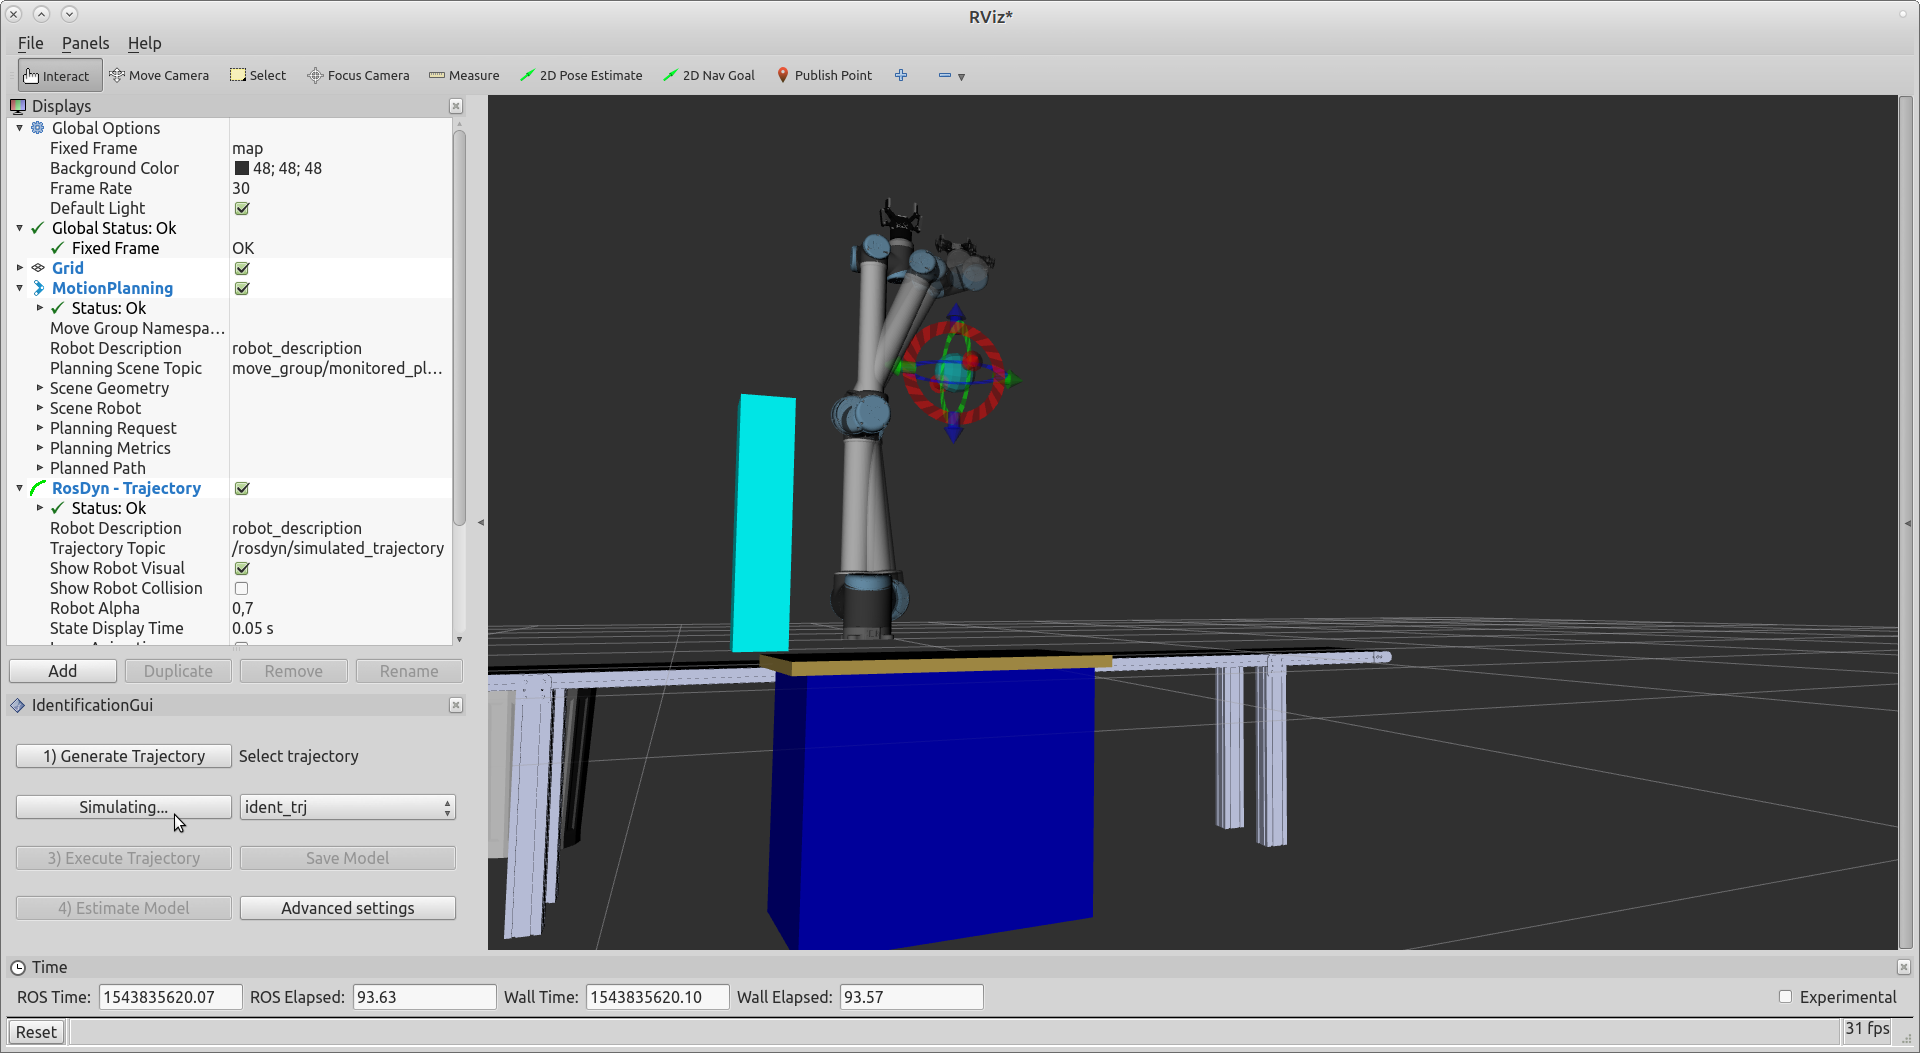 RViz*
File Panels Help
Interact Move Camera Select Focus Camera Measure 2D Pose Estimate 2D Nav Goal Publish Point
Displays
Global Options
Fixed Frame map
Background Color 48; 48; 48
Frame Rate 30
Default Light
Global Status: Ok
Fixed Frame OK
Grid
MotionPlanning
Status: Ok
Move Group Namespa...
Robot Description robot_description
Planning Scene Topic move_group/monitored_pl...
Scene Geometry
Scene Robot
Planning Request
Planning Metrics
Planned Path
RosDyn - Trajectory
Status: Ok
Robot Description robot_description
Trajectory Topic /rosdyn/simulated_trajectory
Show Robot Visual
Show Robot Collision
Robot Alpha 0,7
State Display Time 0.05 s
Add Duplicate Remove Rename
IdentificationGui
1) Generate Trajectory Select trajectory
Simulating... ident_trj
3) Execute Trajectory Save Model
4) Estimate Model Advanced settings
Time
ROS Time: 1543835620.07 ROS Elapsed: 93.63 Wall Time: 1543835620.10 Wall Elapsed: 93.57 Experimental
Reset 31 fps